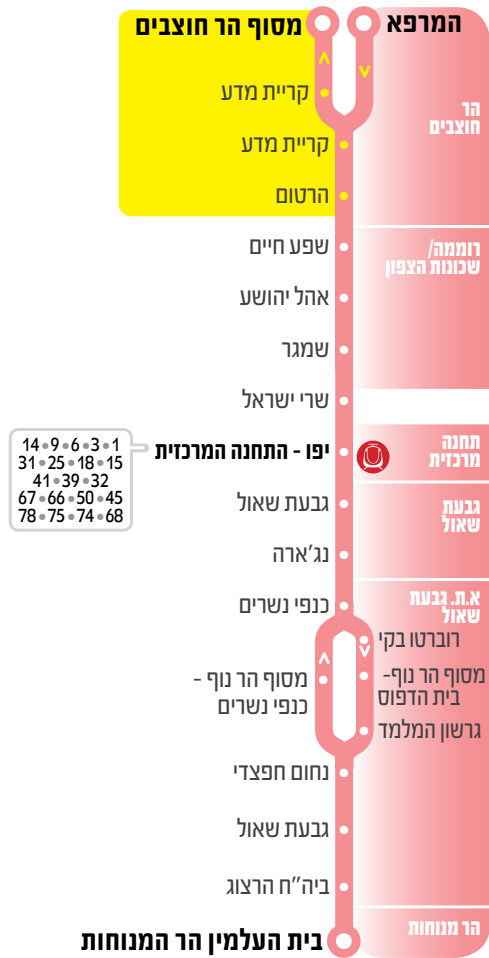 המרפא
מסוף הר חוצבים
קריית מדע
הר
חוצבים
קריית מדע
הרטום
רוממה/
שכונות הצפון
שפע חיים
אהל יהושע
שמגר
שרי ישראל
תחנה
מרכזית
יפו - התחנה המרכזית
14•9•6•3•1
31•25•18•15
41•39•32
67•66•50•45
78•75•74•68
גבעת
שאול
גבעת שאול
נג'ארה
א.ת. גבעת
שאול
כנפי נשרים
רוברטו בקי
מסוף הר נוף-
בית הדפוס
מסוף הר נוף -
כנפי נשרים
גרשון המלמד
נחום חפצדי
גבעת שאול
ביה"ח הרצוג
הר מנוחות
בית העלמין הר המנוחות